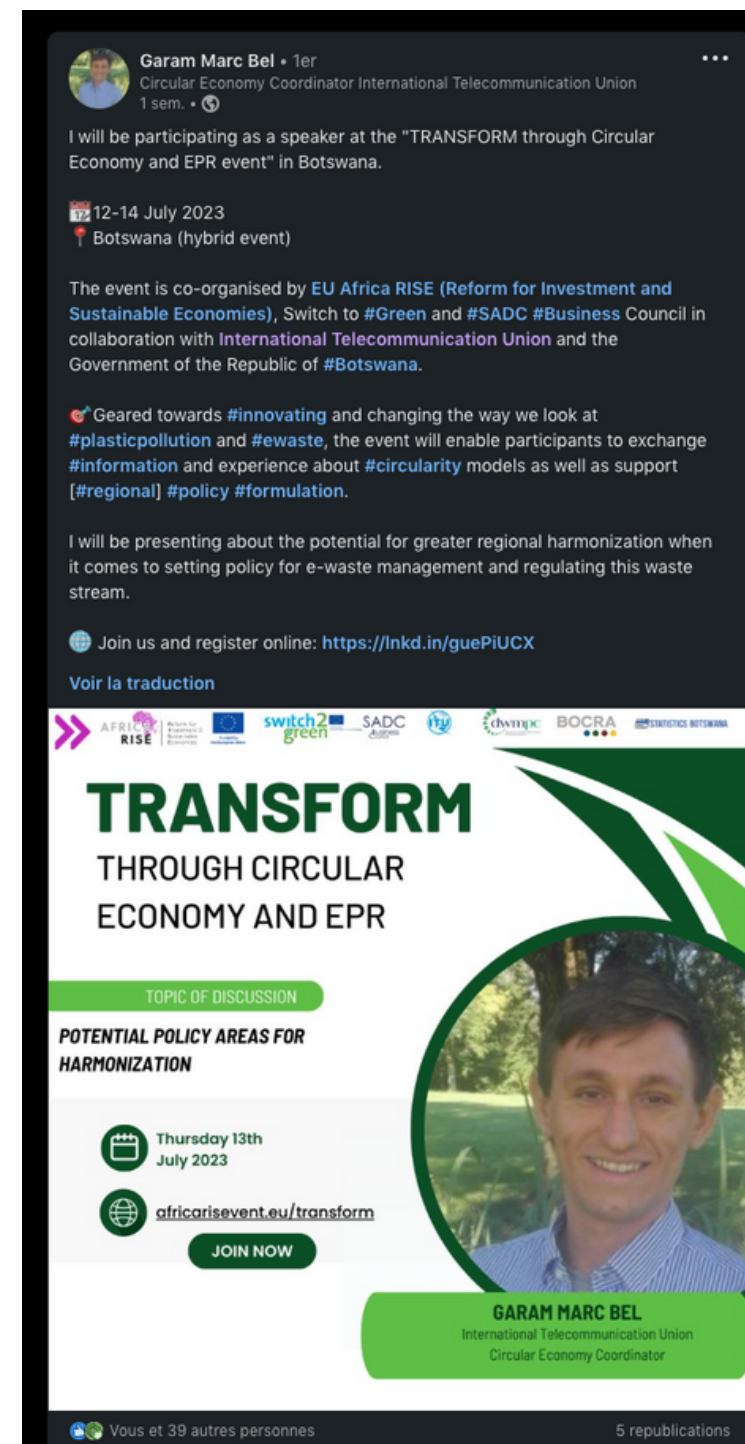 Garam Marc Bel • 1er
Circular Economy Coordinator International Telecommunication Union
1 sem. •
I will be participating as a speaker at the "TRANSFORM through Circular
Economy and EPR event" in Botswana.
12-14 July 2023
Botswana (hybrid event)
The event is co-organised by EU Africa RISE (Reform for Investment and
Sustainable Economies), Switch to #Green and #SADC #Business Council in
collaboration with International Telecommunication Union and the
Government of the Republic of #Botswana.
Geared towards #innovating and changing the way we look at
#plasticpollution and #ewaste, the event will enable participants to exchange
#information and experience about #circularity models as well as support
[#regional] #policy #formulation.
I will be presenting about the potential for greater regional harmonization when
it comes to setting policy for e-waste management and regulating this waste
stream.
Join us and register online: https://lnkd.in/guePiUCX
Voir la traduction
AFRICA RISE
switch2green
SADC Business
ITU
dwmpc
BOCRA
STATISTICS BOTSWANA
TRANSFORM
THROUGH CIRCULAR
ECONOMY AND EPR
TOPIC OF DISCUSSION
POTENTIAL POLICY AREAS FOR
HARMONIZATION
Thursday 13th
July 2023
africarisevent.eu/transform
JOIN NOW
GARAM MARC BEL
International Telecommunication Union
Circular Economy Coordinator
Vous et 39 autres personnes
5 republications